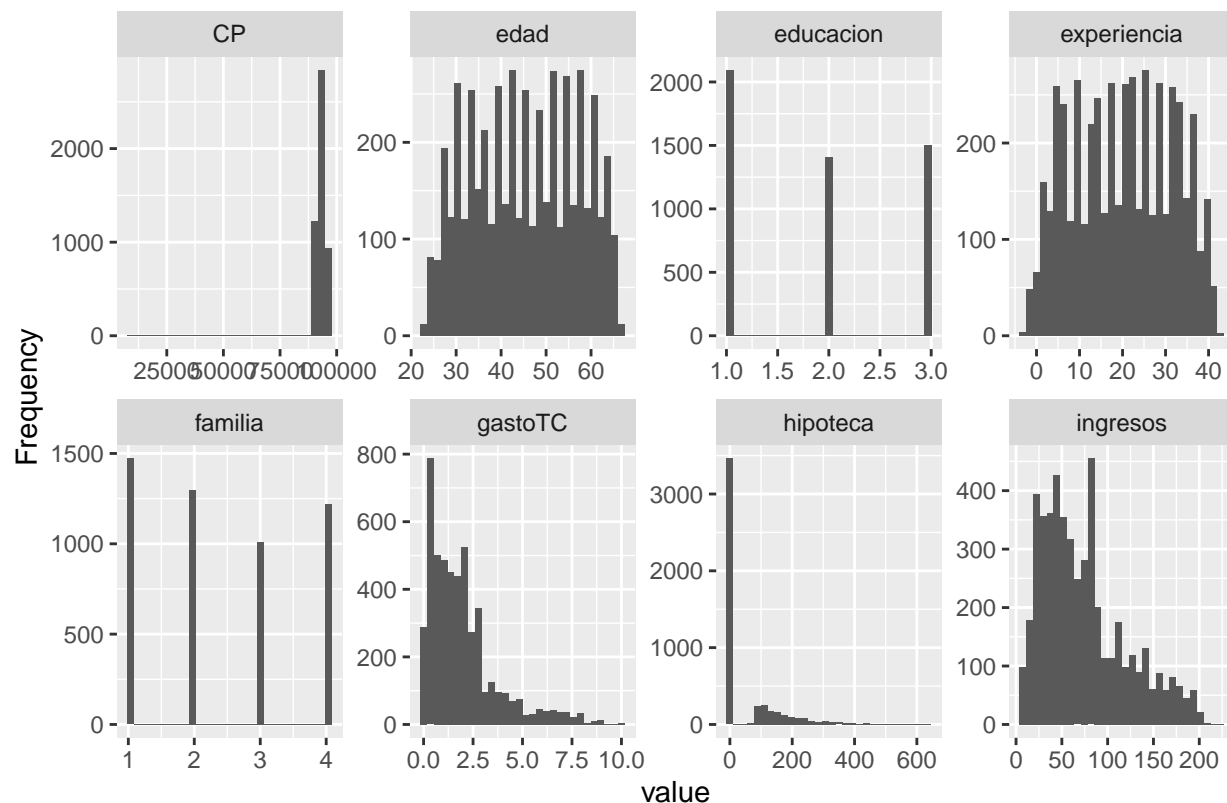 CP
edad
educacion
experiencia
0
1000
2000
25000
50000
75000
100000
0
100
200
20 30 40 50 60
0
500
1000
1500
2000
1.0 1.5 2.0 2.5 3.0
0
100
200
0 10 20 30 40
familia
gastoTC
hipoteca
ingresos
0
500
1000
1500
1 2 3 4
0
200
400
600
800
0.0 2.5 5.0 7.5 10.0
0
1000
2000
3000
0 200 400 600
0
100
200
300
400
0 50 100 150 200
Frequency
value